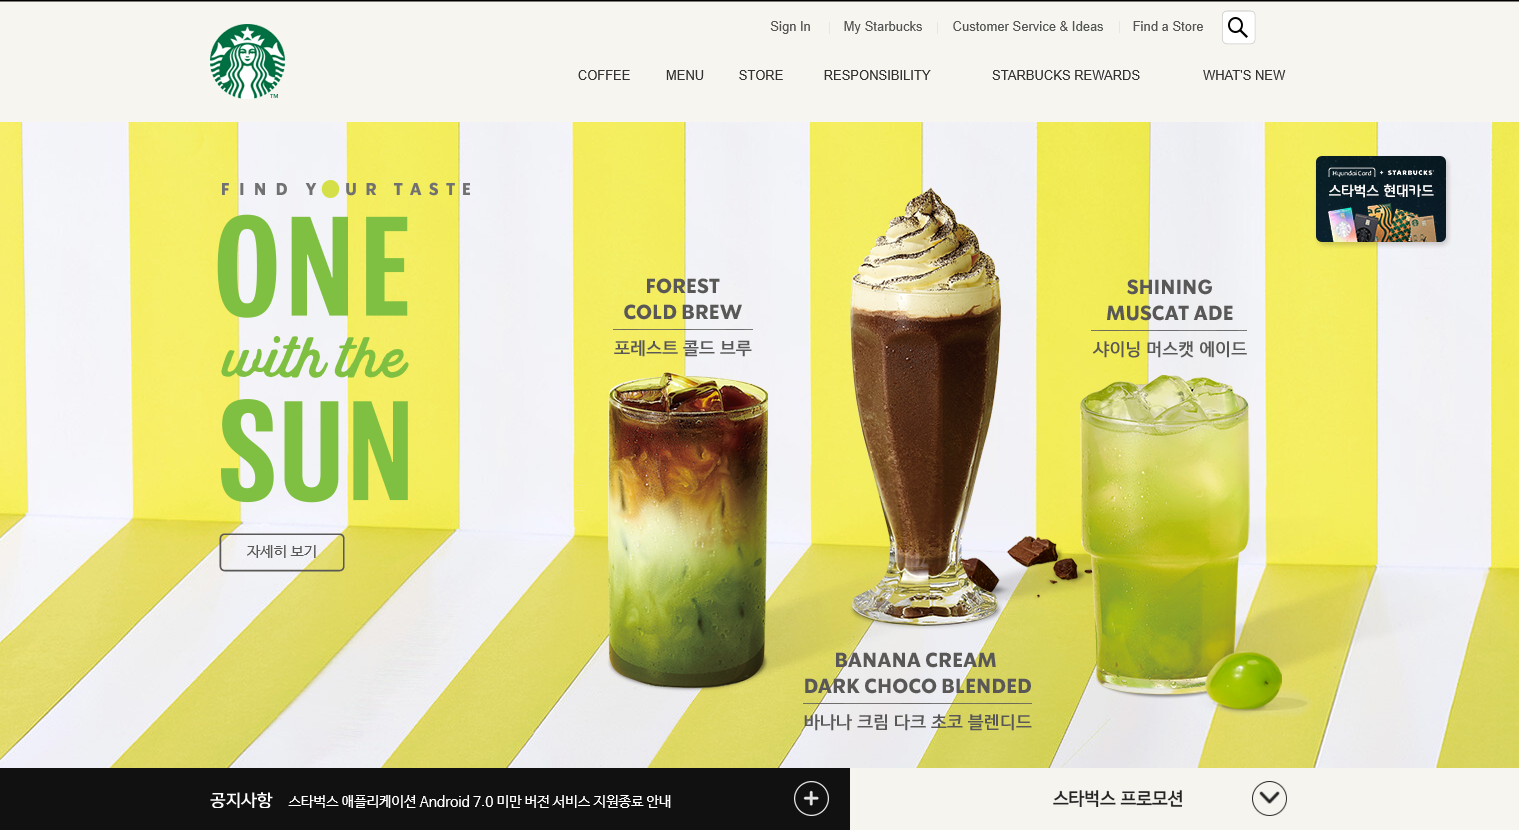 Sign In
My Starbucks
Customer Service & Ideas
Find a Store
COFFEE
MENU
STORE
RESPONSIBILITY
STARBUCKS REWARDS
WHAT'S NEW
TM
FIND YOUR TASTE
ONE
with the
SUN
자세히 보기
FOREST
COLD BREW
포레스트 콜드 브루
BANANA CREAM
DARK CHOCO BLENDED
바나나 크림 다크 초코 블렌디드
SHINING
MUSCAT ADE
샤이닝 머스캣 에이드
HyundaiCard + STARBUCKS
스타벅스 현대카드
공지사항
스타벅스 애플리케이션 Android 7.0 미만 버전 서비스 지원종료 안내
스타벅스 프로모션